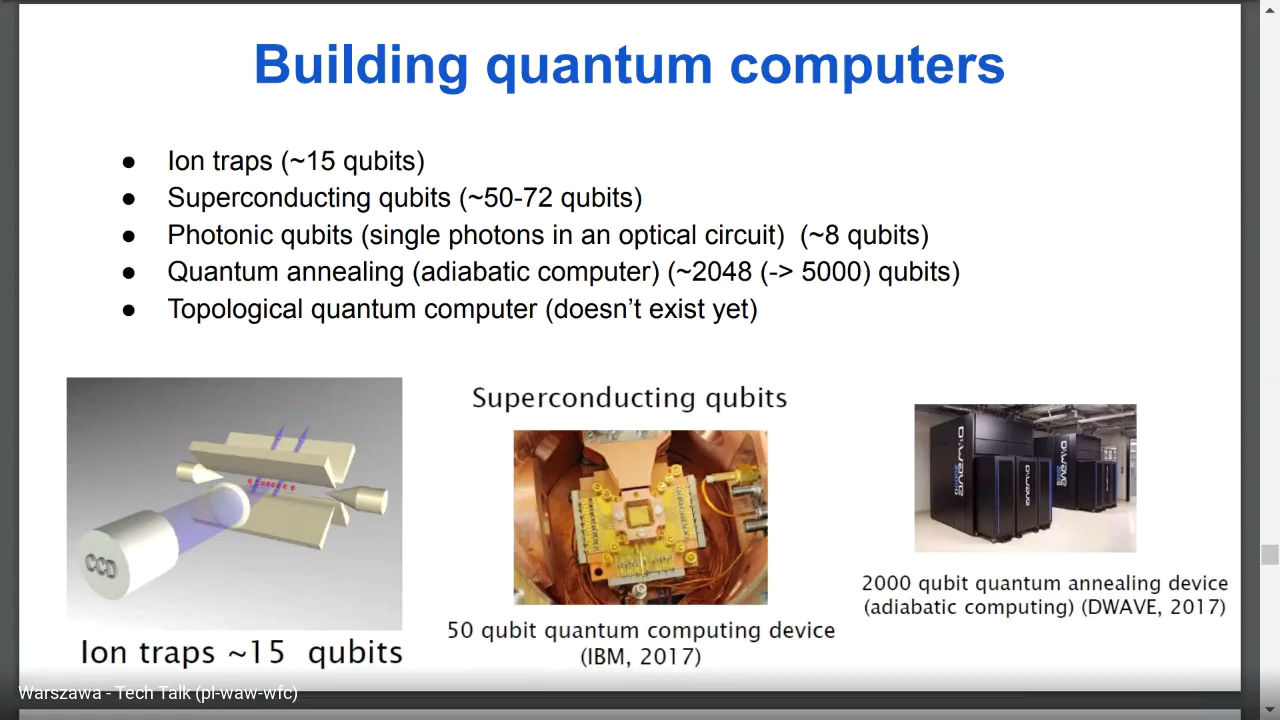 Building quantum computers
● Ion traps (~15 qubits)
● Superconducting qubits (~50-72 qubits)
● Photonic qubits (single photons in an optical circuit)  (~8 qubits)
● Quantum annealing (adiabatic computer) (~2048 (-> 5000) qubits)
● Topological quantum computer (doesn’t exist yet)
CCD
Ion traps ~15  qubits
Superconducting qubits
50 qubit quantum computing device
(IBM, 2017)
2000 qubit quantum annealing device
(adiabatic computing) (DWAVE, 2017)
Warszawa - Tech Talk (pl-waw-wfc)